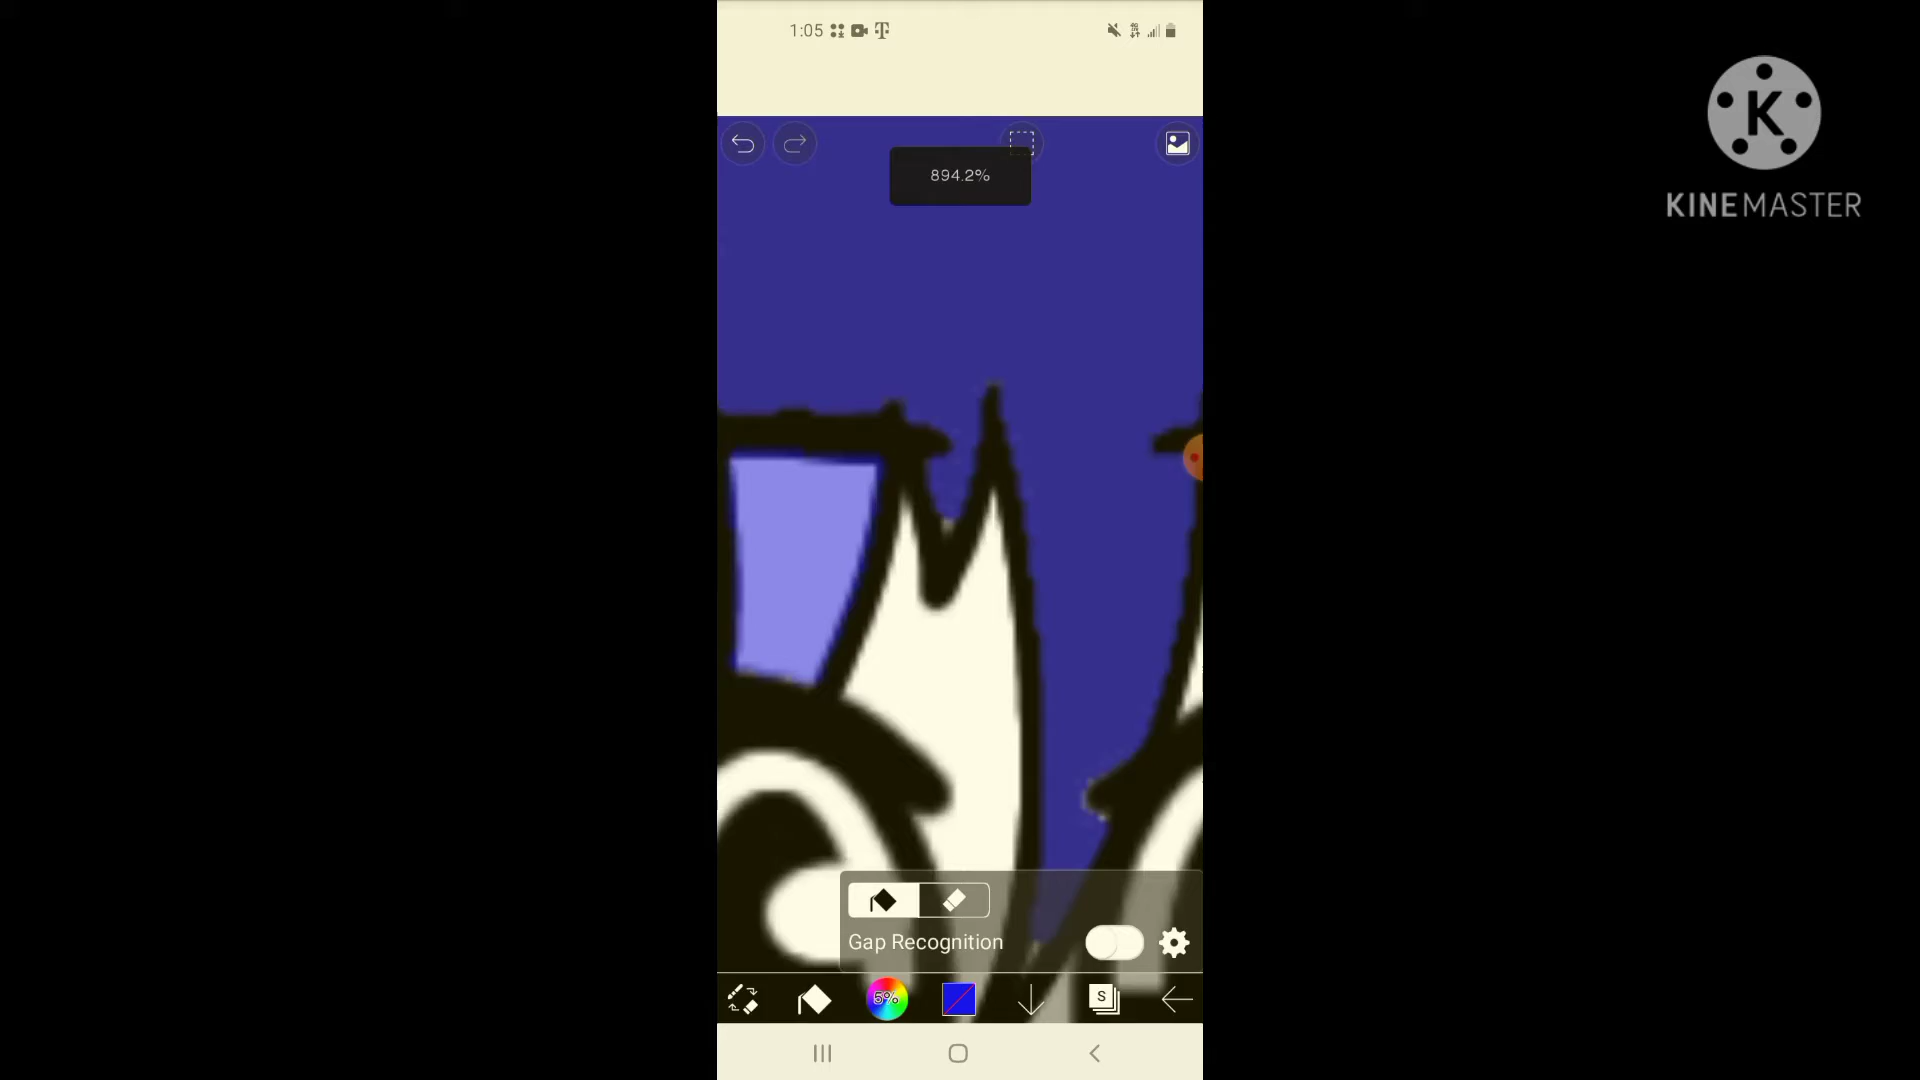 1:05
K
KINEMASTER
894.2%
Gap Recognition
5%
S